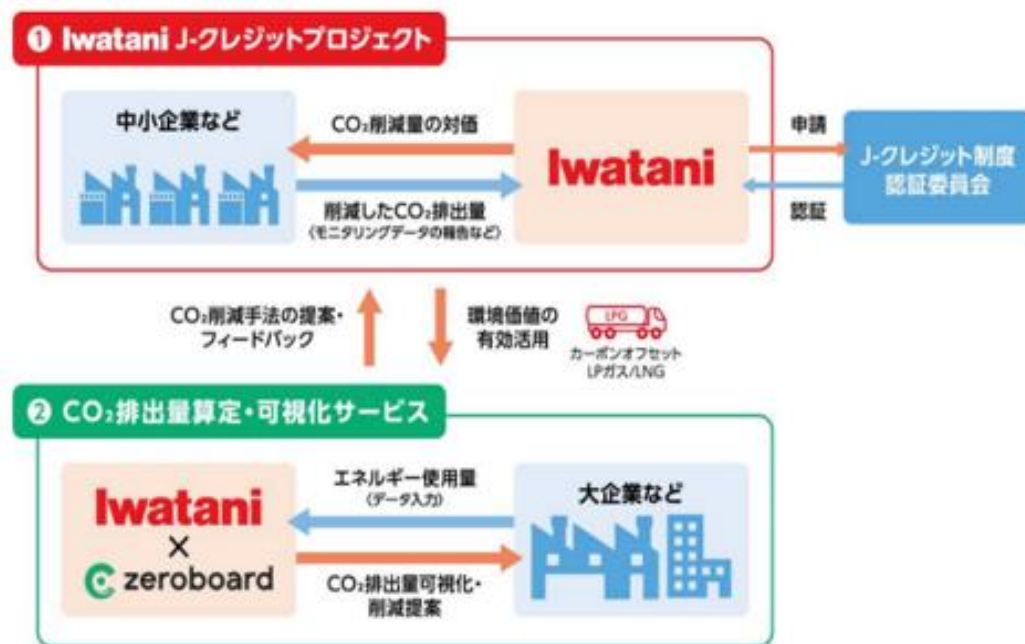 ❶ Iwatani J-クレジットプロジェクト
中小企業など
CO₂削減量の対価
削減したCO₂排出量
〈モニタリングデータの報告など〉
Iwatani
申請
認証
J-クレジット制度
認証委員会
CO₂削減手法の提案・
フィードバック
環境価値の
有効活用
LPG
カーボンオフセット
LPガス/LNG
❷ CO₂排出量算定・可視化サービス
Iwatani
×
zeroboard
エネルギー使用量
〈データ入力〉
CO₂排出量可視化・
削減提案
大企業など